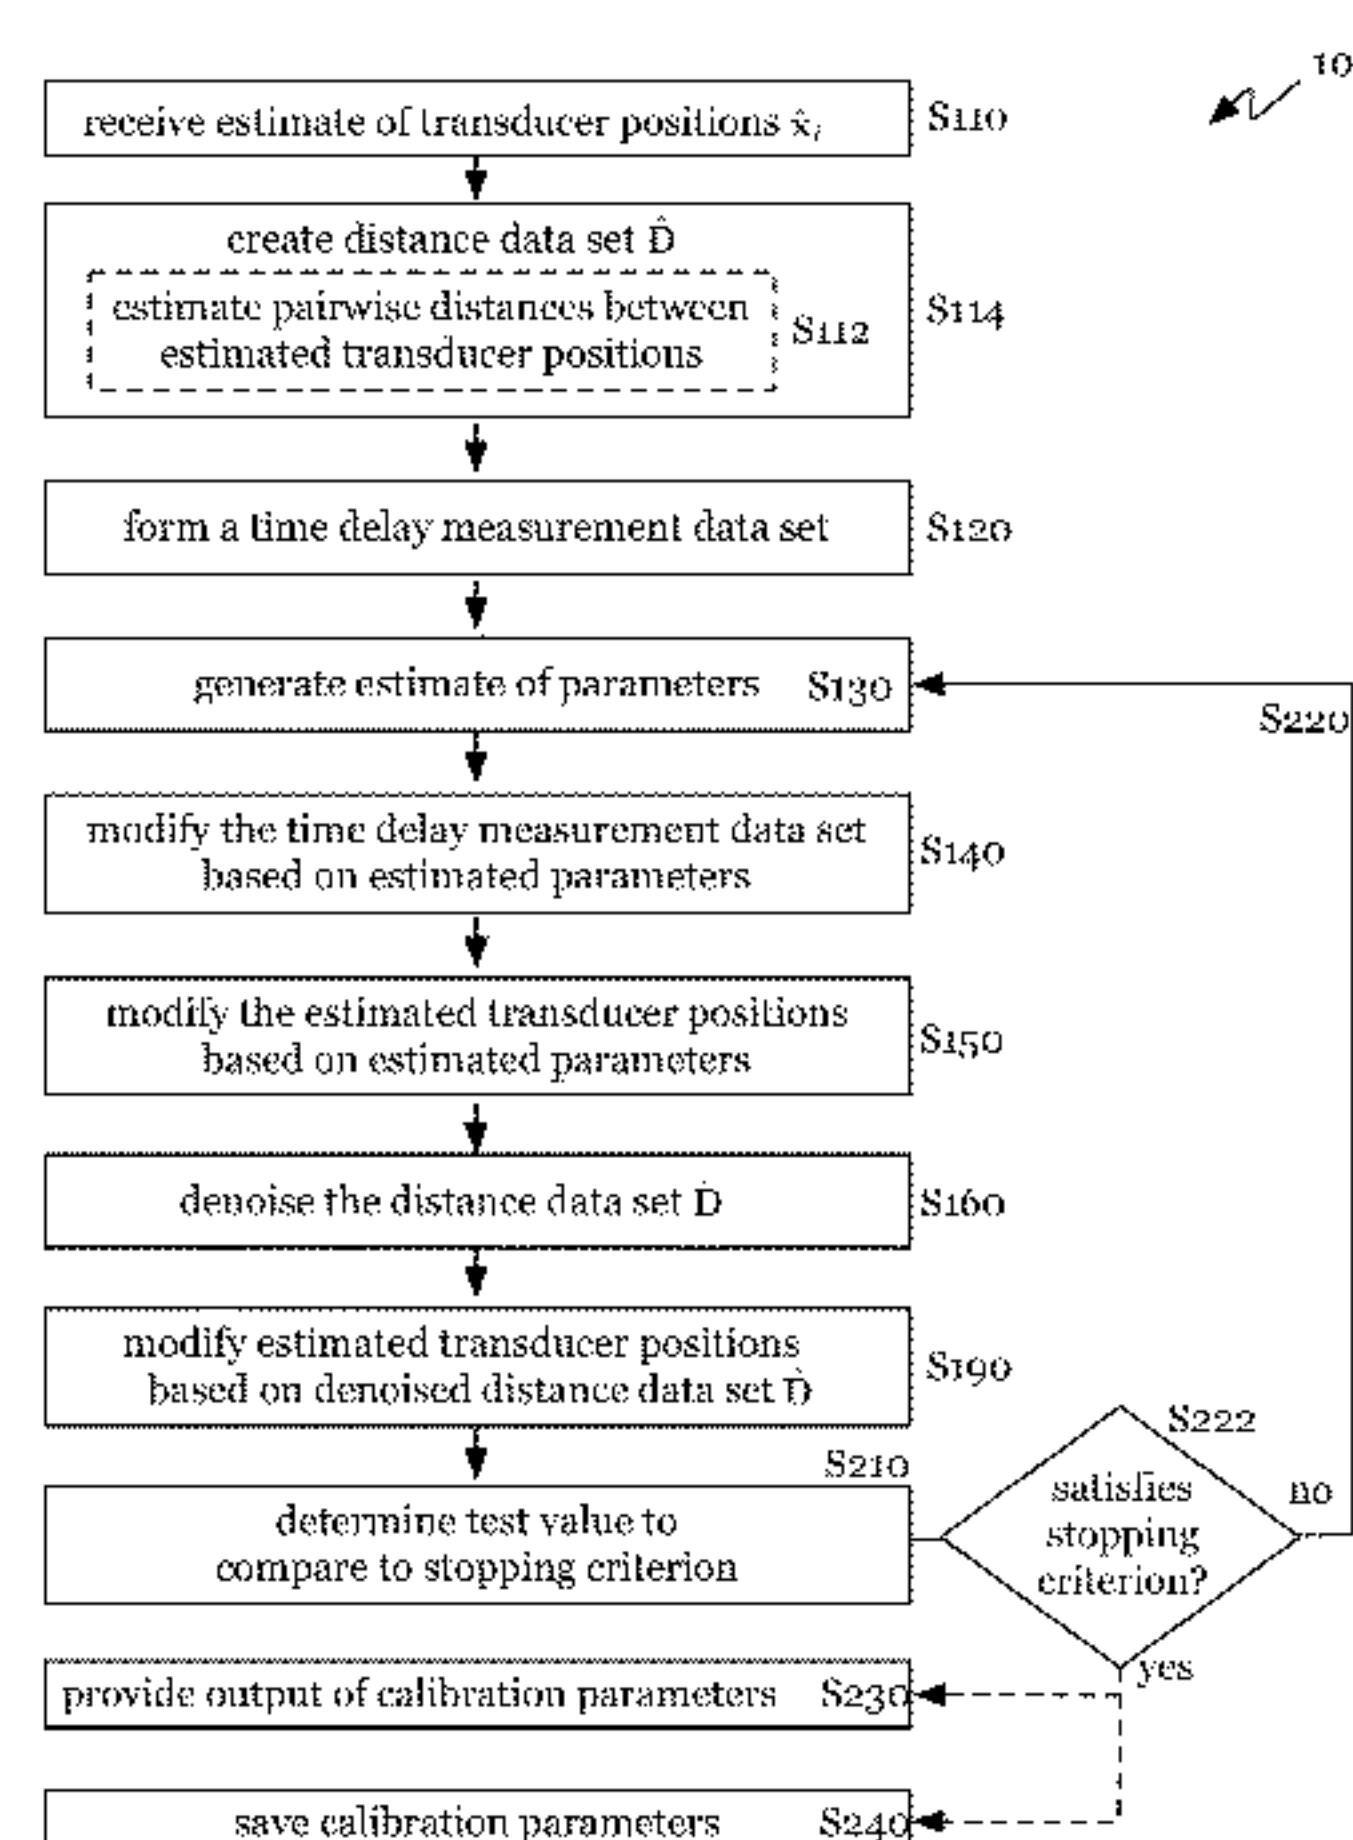 10
receive estimate of transducer positions x̂ᵢ
S110
create distance data set D̂
estimate pairwise distances between
estimated transducer positions
S112
S114
form a time delay measurement data set
S120
generate estimate of parameters S130
S220
modify the time delay measurement data set
based on estimated parameters
S140
modify the estimated transducer positions
based on estimated parameters
S150
denoise the distance data set D̂
S160
modify estimated transducer positions
based on denoised distance data set D̂
S190
S210
determine test value to
compare to stopping criterion
S222
satisfies
stopping
criterion?
no
yes
provide output of calibration parameters S230
save calibration parameters S240